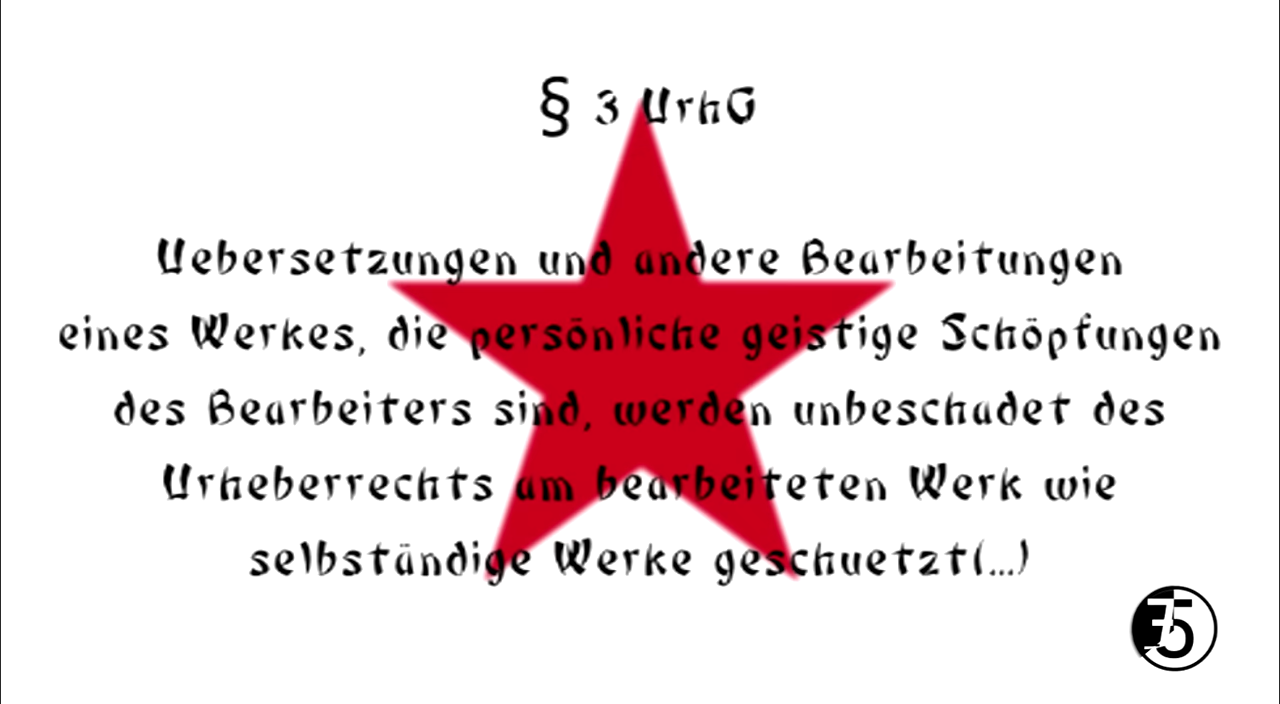 § 3 UrhG
Uebersetzungen und andere Bearbeitungen
eines Werkes, die persönliche geistige Schöpfungen
des Bearbeiters sind, werden unbeschadet des
Urheberrechts am bearbeiteten Werk wie
selbständige Werke geschuetzt(...)
75